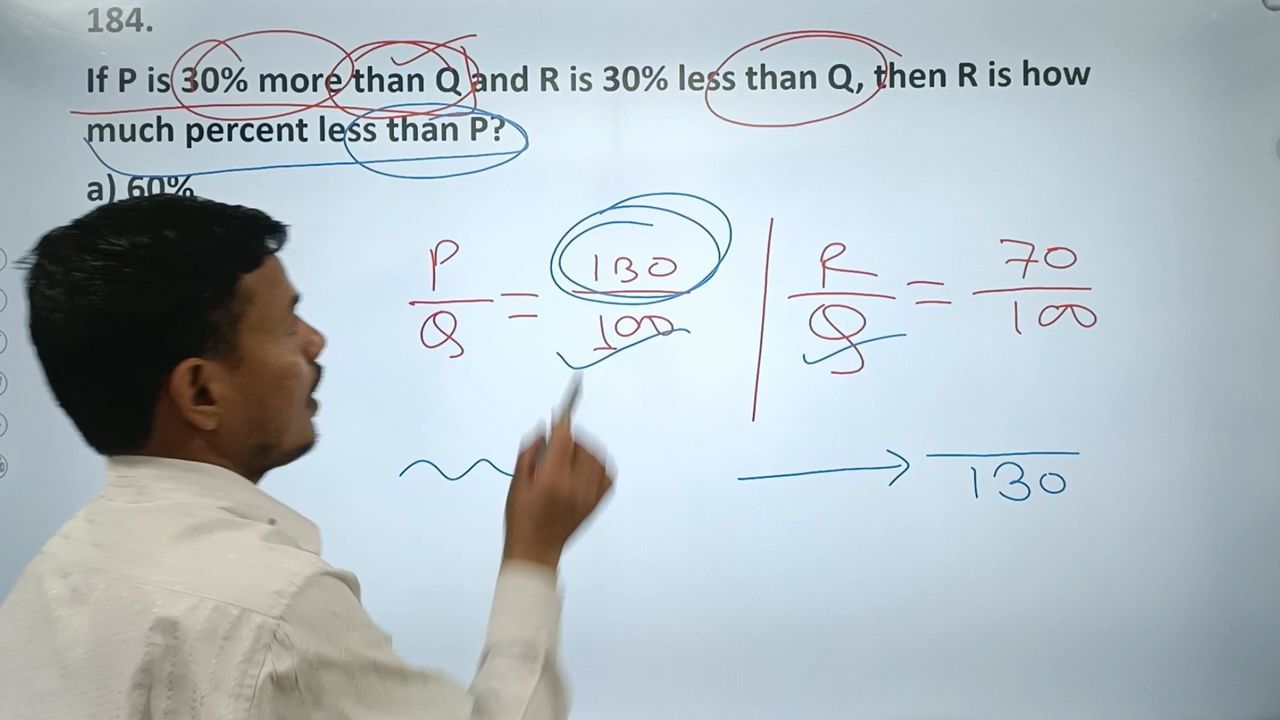 184.
If P is 30% more than Q and R is 30% less than Q, then R is how
much percent less than P?
a) 60%
P/Q = 130/100 | R/Q = 70/100
130